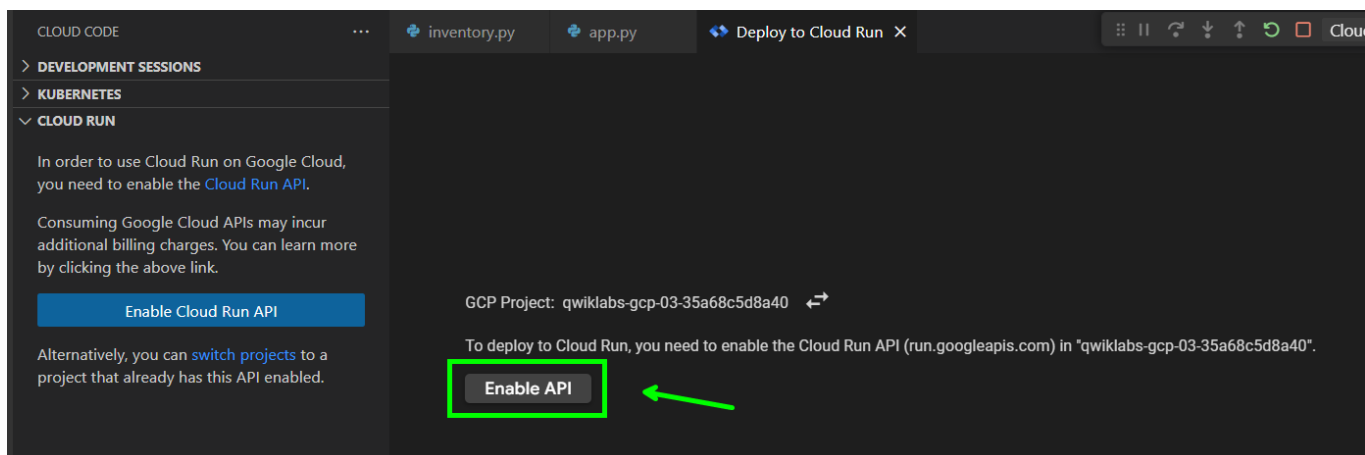 CLOUD CODE
DEVELOPMENT SESSIONS
KUBERNETES
CLOUD RUN
In order to use Cloud Run on Google Cloud,
you need to enable the Cloud Run API.
Consuming Google Cloud APIs may incur
additional billing charges. You can learn more
by clicking the above link.
Enable Cloud Run API
Alternatively, you can switch projects to a
project that already has this API enabled.
inventory.py
app.py
Deploy to Cloud Run
Clou
GCP Project: qwiklabs-gcp-03-35a68c5d8a40
To deploy to Cloud Run, you need to enable the Cloud Run API (run.googleapis.com) in "qwiklabs-gcp-03-35a68c5d8a40".
Enable API